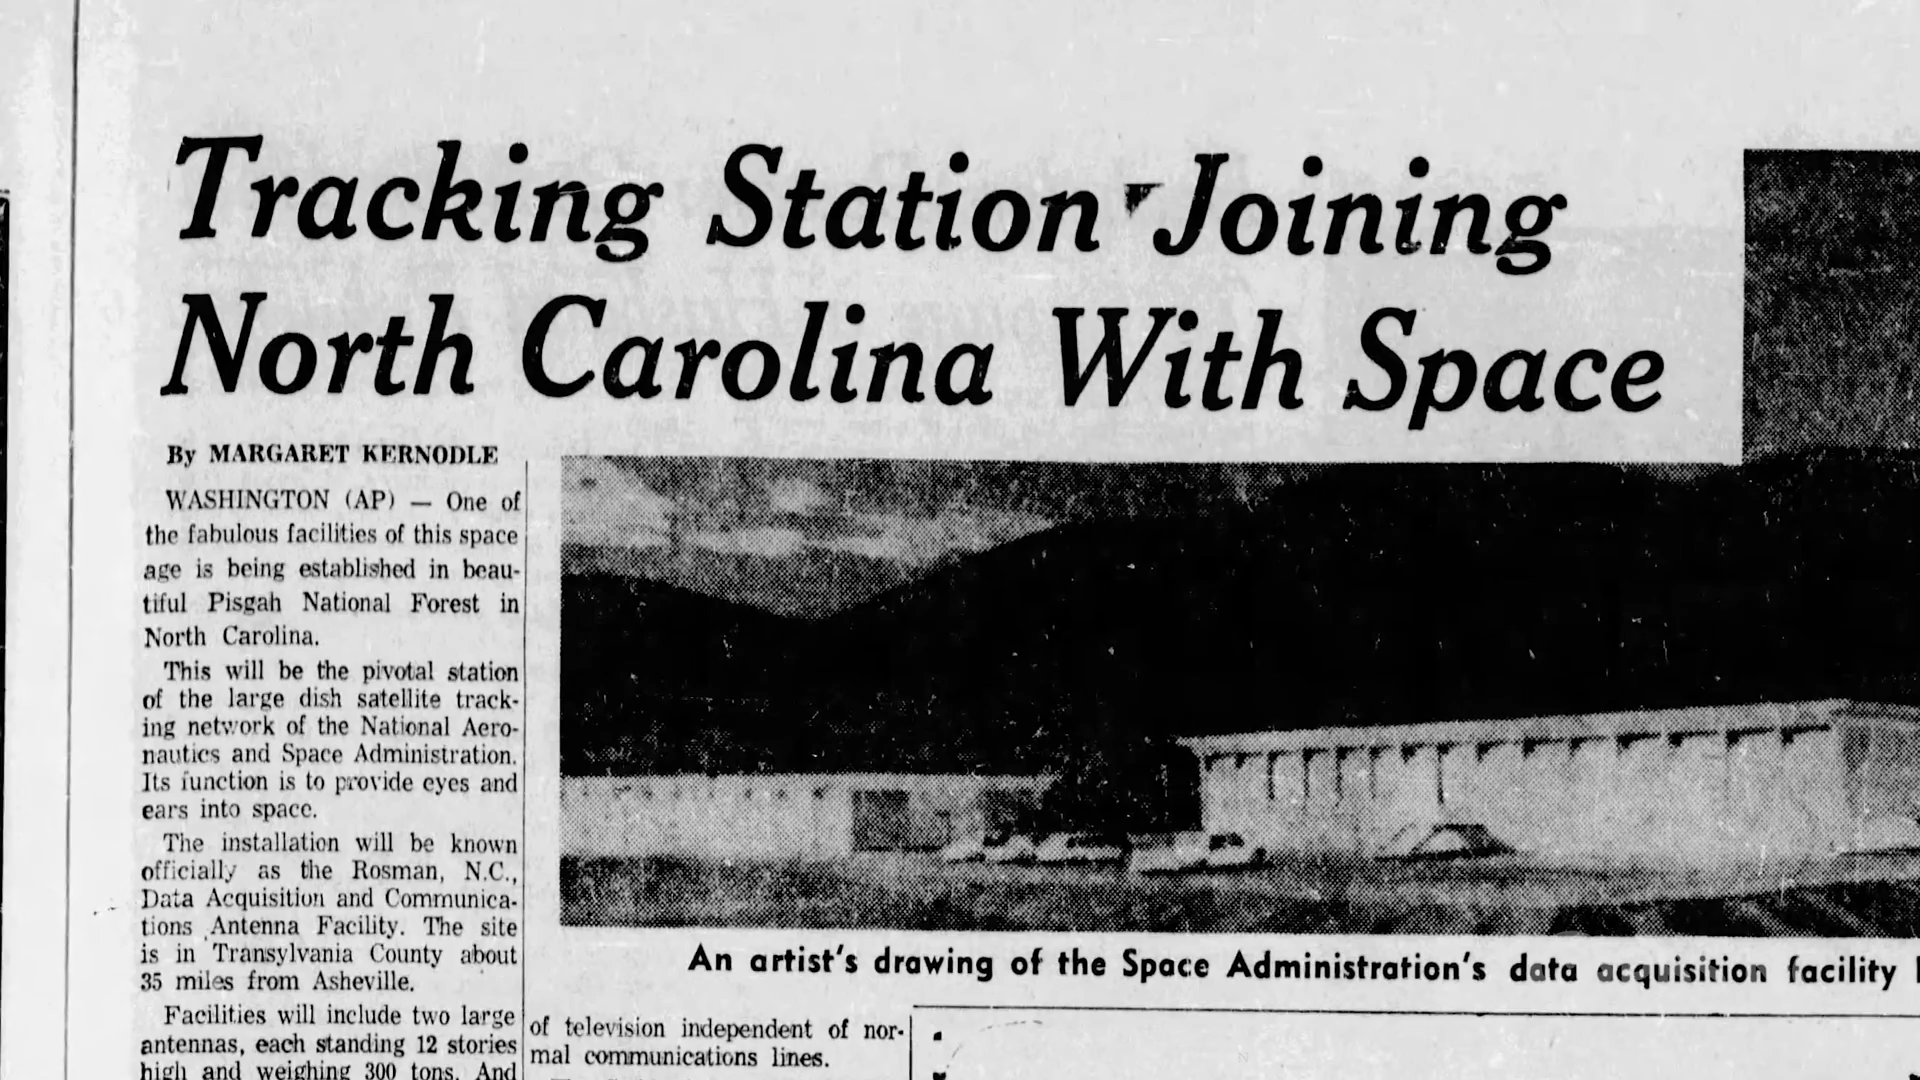 Tracking Station Joining
North Carolina With Space
By MARGARET KERNODLE
WASHINGTON (AP) — One of
the fabulous facilities of this space
age is being established in beau-
tiful Pisgah National Forest in
North Carolina.
This will be the pivotal station
of the large dish satellite track-
ing network of the National Aero-
nautics and Space Administration.
Its function is to provide eyes and
ears into space.
The installation will be known
officially as the Rosman, N.C.,
Data Acquisition and Communica-
tions Antenna Facility. The site
is in Transylvania County about
35 miles from Asheville.
Facilities will include two large
antennas, each standing 12 stories
high and weighing 300 tons. And
An artist's drawing of the Space Administration's data acquisition facility
of television independent of nor-
mal communications lines.